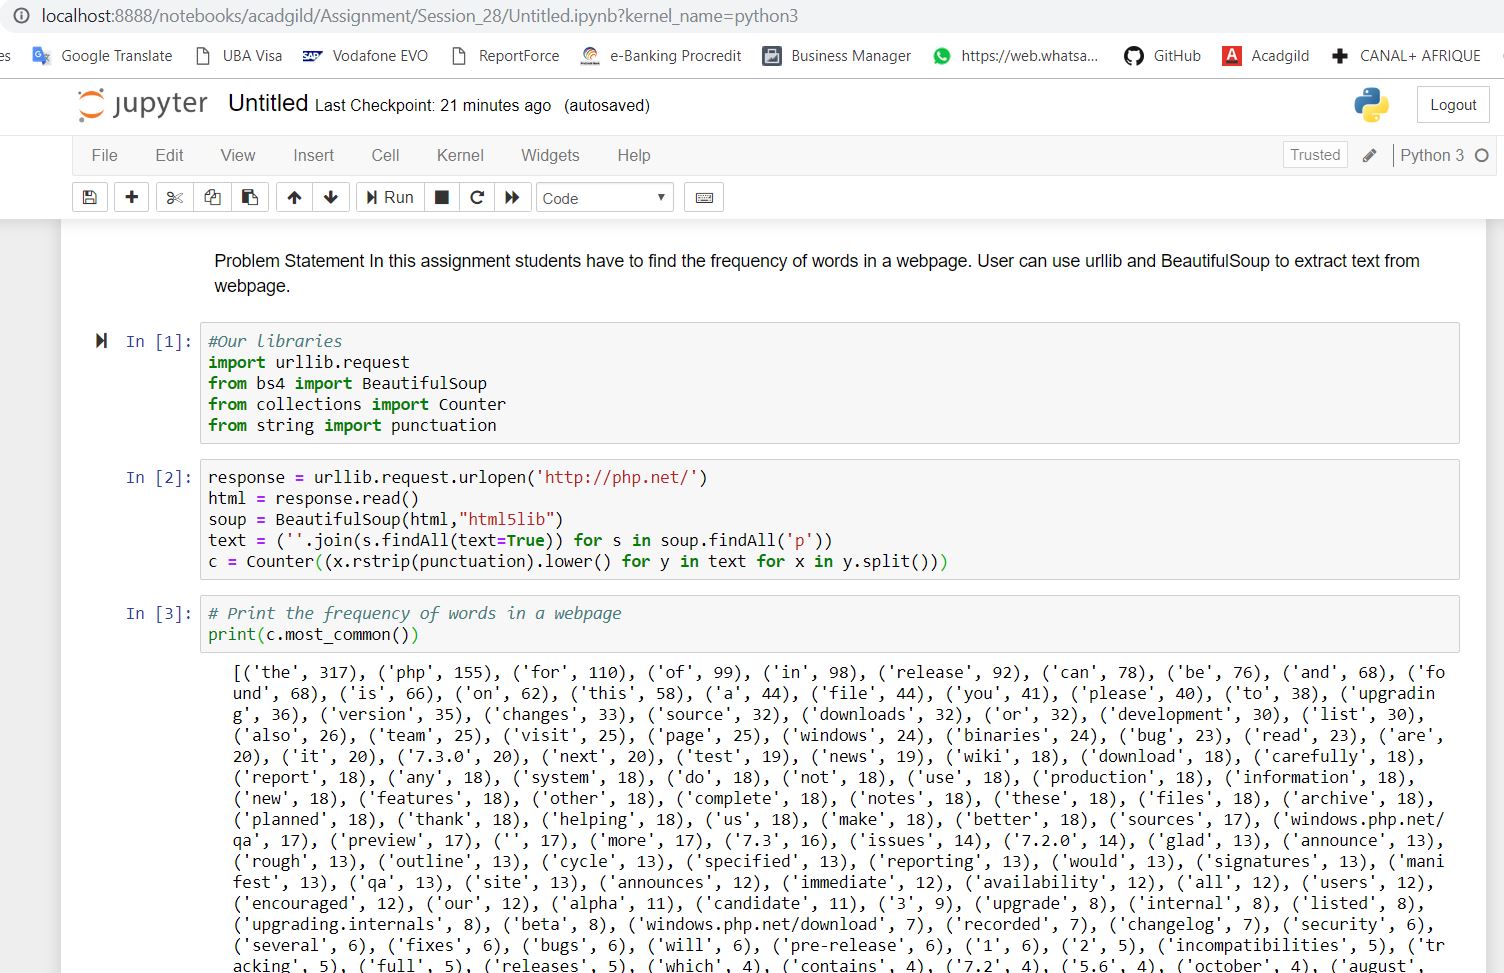 localhost:8888/notebooks/acadgild/Assignment/Session_28/Untitled.ipynb?kernel_name=python3
es Google Translate UBA Visa SAP Vodafone EVO ReportForce e-Banking Procredit Business Manager https://web.whatsa... GitHub Acadgild CANAL+ AFRIQUE
jupyter Untitled Last Checkpoint: 21 minutes ago (autosaved) Logout
File Edit View Insert Cell Kernel Widgets Help Trusted Python 3
Run Code
Problem Statement In this assignment students have to find the frequency of words in a webpage. User can use urllib and BeautifulSoup to extract text from
webpage.
In [1]: #Our libraries
import urllib.request
from bs4 import BeautifulSoup
from collections import Counter
from string import punctuation
In [2]: response = urllib.request.urlopen('http://php.net/')
html = response.read()
soup = BeautifulSoup(html,"html5lib")
text = (''.join(s.findAll(text=True)) for s in soup.findAll('p'))
c = Counter((x.rstrip(punctuation).lower() for y in text for x in y.split()))
In [3]: # Print the frequency of words in a webpage
print(c.most_common())
[('the', 317), ('php', 155), ('for', 110), ('of', 99), ('in', 98), ('release', 92), ('can', 78), ('be', 76), ('and', 68), ('fo
und', 68), ('is', 66), ('on', 62), ('this', 58), ('a', 44), ('file', 44), ('you', 41), ('please', 40), ('to', 38), ('upgradin
g', 36), ('version', 35), ('changes', 33), ('source', 32), ('downloads', 32), ('or', 32), ('development', 30), ('list', 30),
('also', 26), ('team', 25), ('visit', 25), ('page', 25), ('windows', 24), ('binaries', 24), ('bug', 23), ('read', 23), ('are',
20), ('it', 20), ('7.3.0', 20), ('next', 20), ('test', 19), ('news', 19), ('wiki', 18), ('download', 18), ('carefully', 18),
('report', 18), ('any', 18), ('system', 18), ('do', 18), ('not', 18), ('use', 18), ('production', 18), ('information', 18),
('new', 18), ('features', 18), ('other', 18), ('complete', 18), ('notes', 18), ('these', 18), ('files', 18), ('archive', 18),
('planned', 18), ('thank', 18), ('helping', 18), ('us', 18), ('make', 18), ('better', 18), ('sources', 17), ('windows.php.net/
qa', 17), ('preview', 17), ('', 17), ('more', 17), ('7.3', 16), ('issues', 14), ('7.2.0', 14), ('glad', 13), ('announce', 13),
('rough', 13), ('outline', 13), ('cycle', 13), ('specified', 13), ('reporting', 13), ('would', 13), ('signatures', 13), ('mani
fest', 13), ('qa', 13), ('site', 13), ('announces', 12), ('immediate', 12), ('availability', 12), ('all', 12), ('users', 12),
('encouraged', 12), ('our', 12), ('alpha', 11), ('candidate', 11), ('3', 9), ('upgrade', 8), ('internal', 8), ('listed', 8),
('upgrading.internals', 8), ('beta', 8), ('windows.php.net/download', 7), ('recorded', 7), ('changelog', 7), ('security', 6),
('several', 6), ('fixes', 6), ('bugs', 6), ('will', 6), ('pre-release', 6), ('1', 6), ('2', 5), ('incompatibilities', 5), ('tr
acking', 5), ('full', 5), ('releases', 5), ('which', 4), ('contains', 4), ('7.2', 4), ('5.6', 4), ('october', 4), ('august',